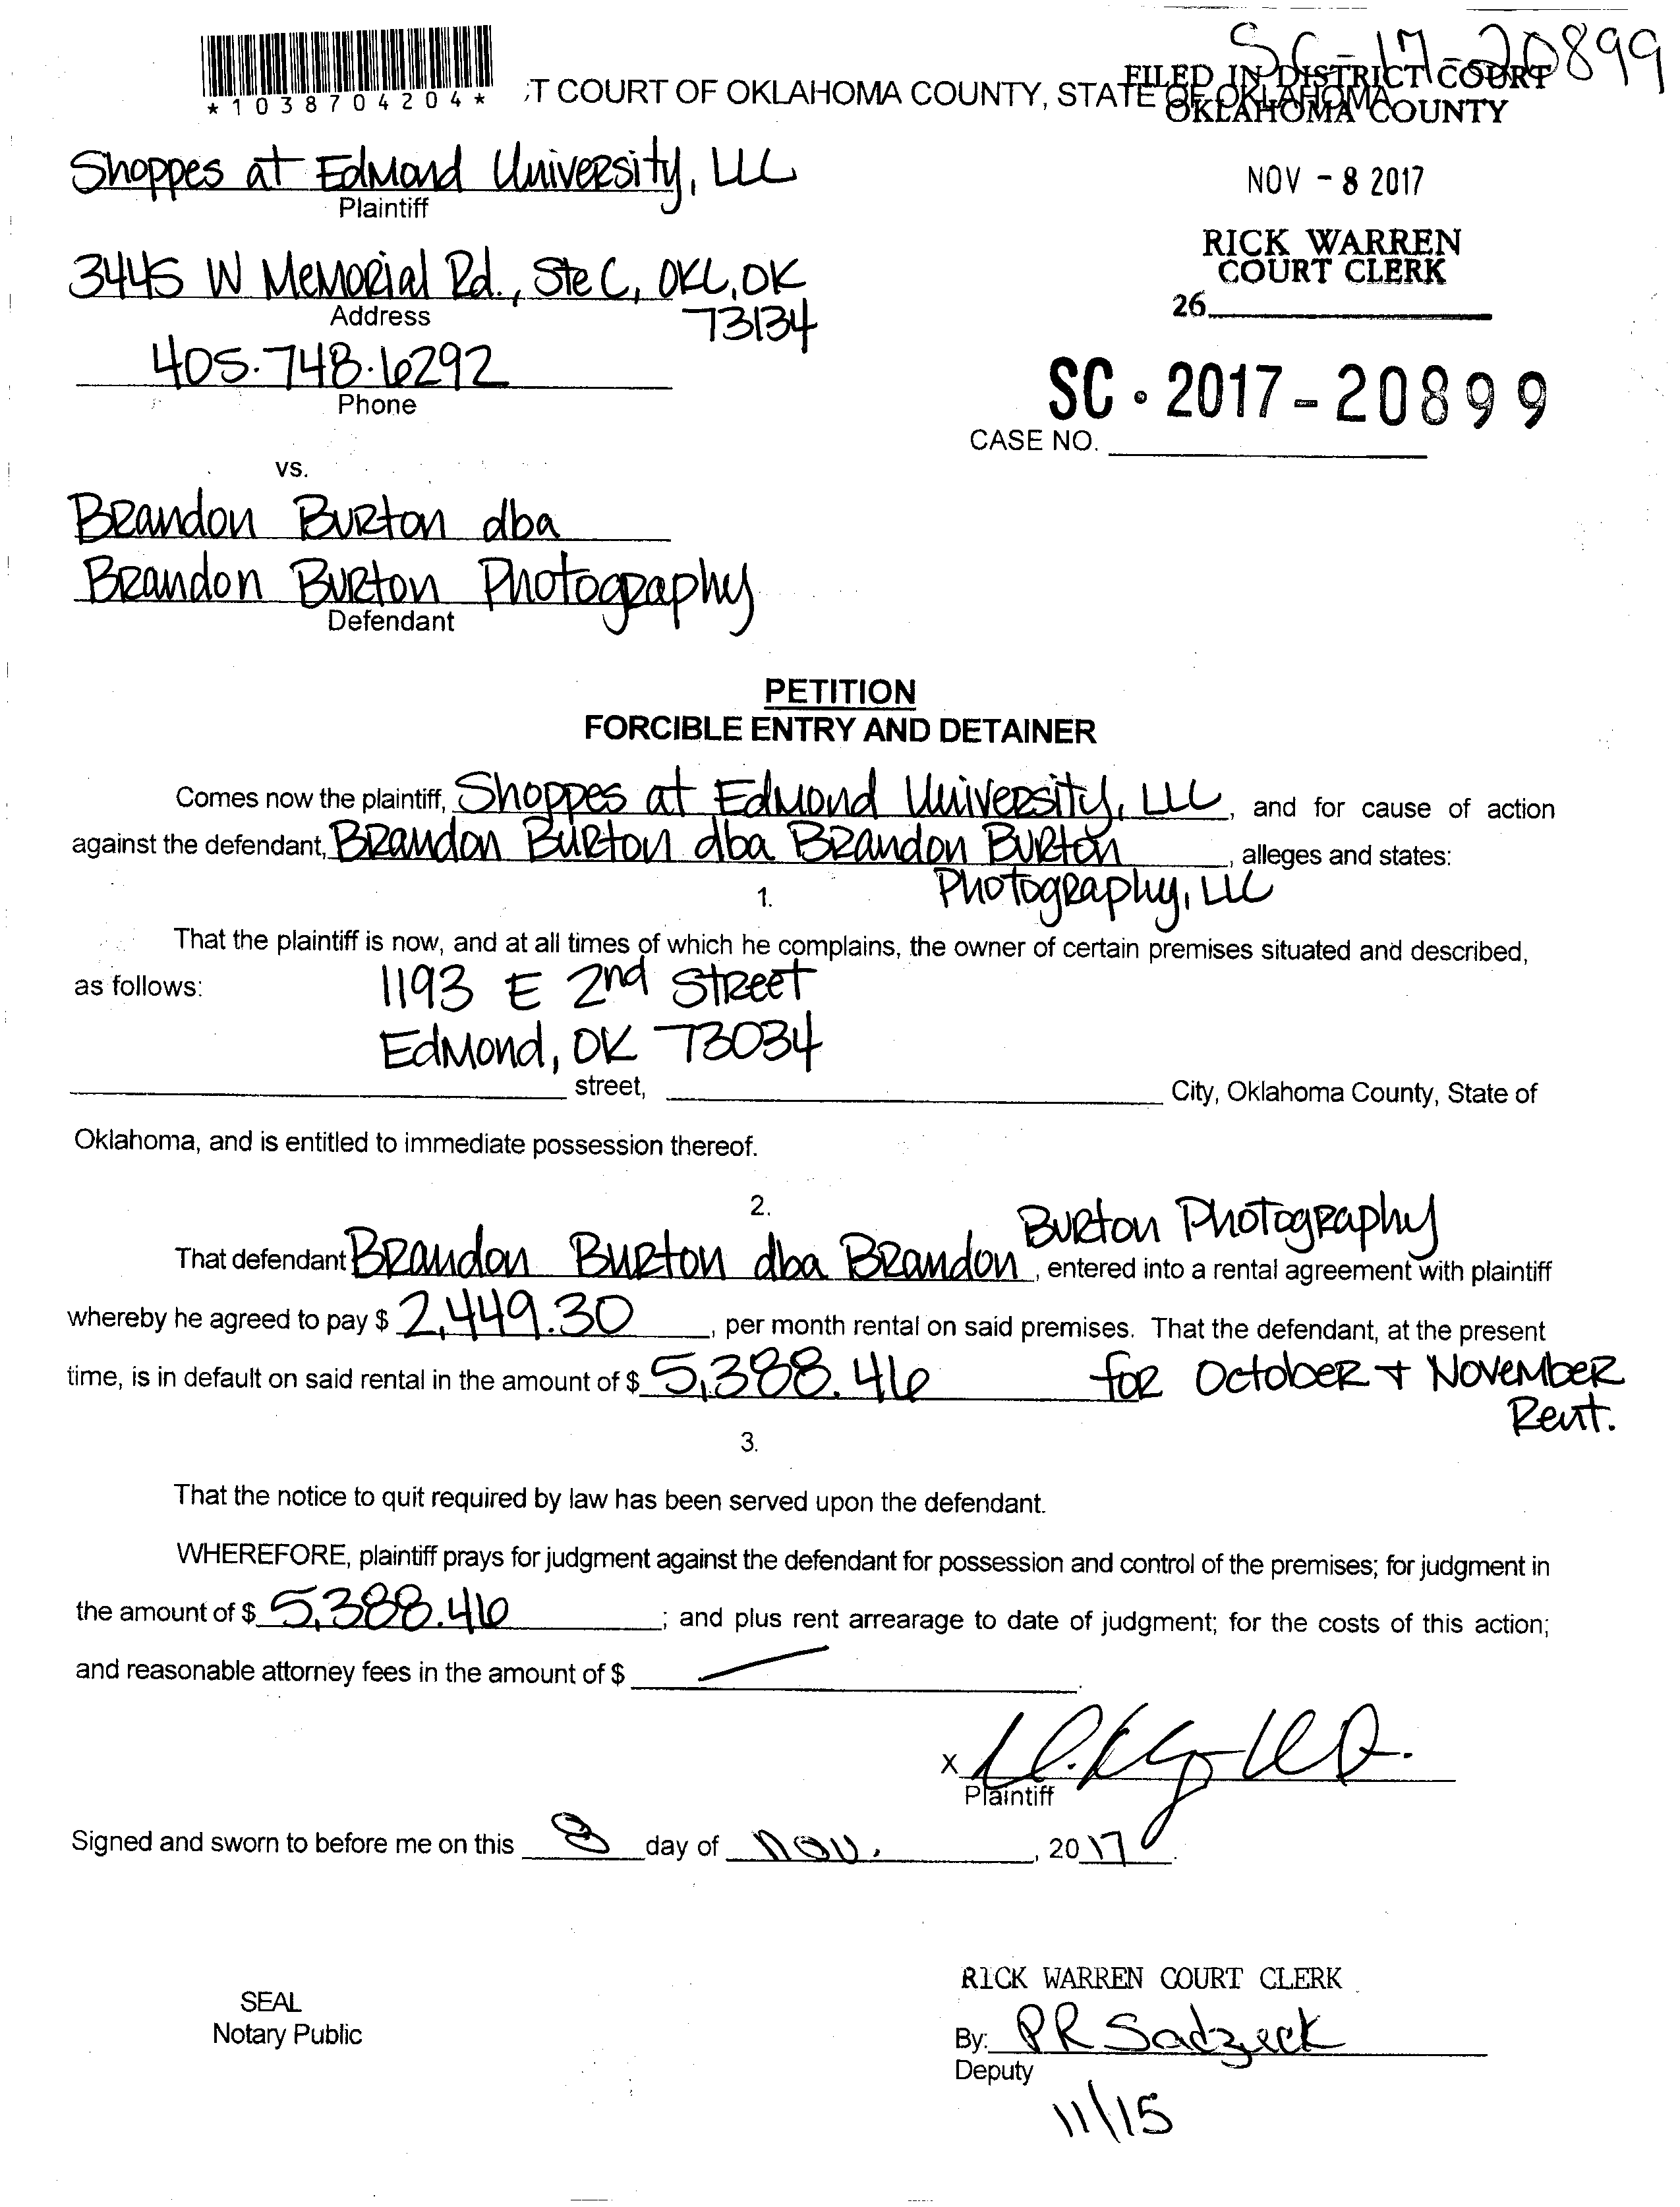 SC-17-20899
*1038704204*
;T COURT OF OKLAHOMA COUNTY, STATE OF OKLAHOMA
FILED IN DISTRICT COURT
OKLAHOMA COUNTY
Shoppes at Edmond University, LLC
Plaintiff
NOV - 8 2017
RICK WARREN
COURT CLERK
26
3445 W Memorial Rd., Ste C, OKC, OK
Address
73134
405.748.6292
Phone
SC · 2017-20899
CASE NO.
vs.
Brandon Burton dba
Brandon Burton Photography
Defendant
PETITION
FORCIBLE ENTRY AND DETAINER
Comes now the plaintiff, Shoppes at Edmond University, LLC, and for cause of action
against the defendant, Brandon Burton dba Brandon Burton, alleges and states:
Photography, LLC
1.
That the plaintiff is now, and at all times of which he complains, the owner of certain premises situated and described,
as follows: 1193 E 2nd Street
Edmond, OK 73034
street, City, Oklahoma County, State of
Oklahoma, and is entitled to immediate possession thereof.
2.
Burton Photography
That defendant Brandon Burton dba Brandon, entered into a rental agreement with plaintiff
whereby he agreed to pay $ 2,449.30, per month rental on said premises. That the defendant, at the present
time, is in default on said rental in the amount of $ 5,388.46 for October + November
Rent.
3.
That the notice to quit required by law has been served upon the defendant.
WHEREFORE, plaintiff prays for judgment against the defendant for possession and control of the premises; for judgment in
the amount of $ 5,388.46; and plus rent arrearage to date of judgment; for the costs of this action;
and reasonable attorney fees in the amount of $ .
X
Plaintiff
Signed and sworn to before me on this 8 day of Nov., 2017.
RICK WARREN COURT CLERK
SEAL
Notary Public
By: PR Sadzeck
Deputy
11/15